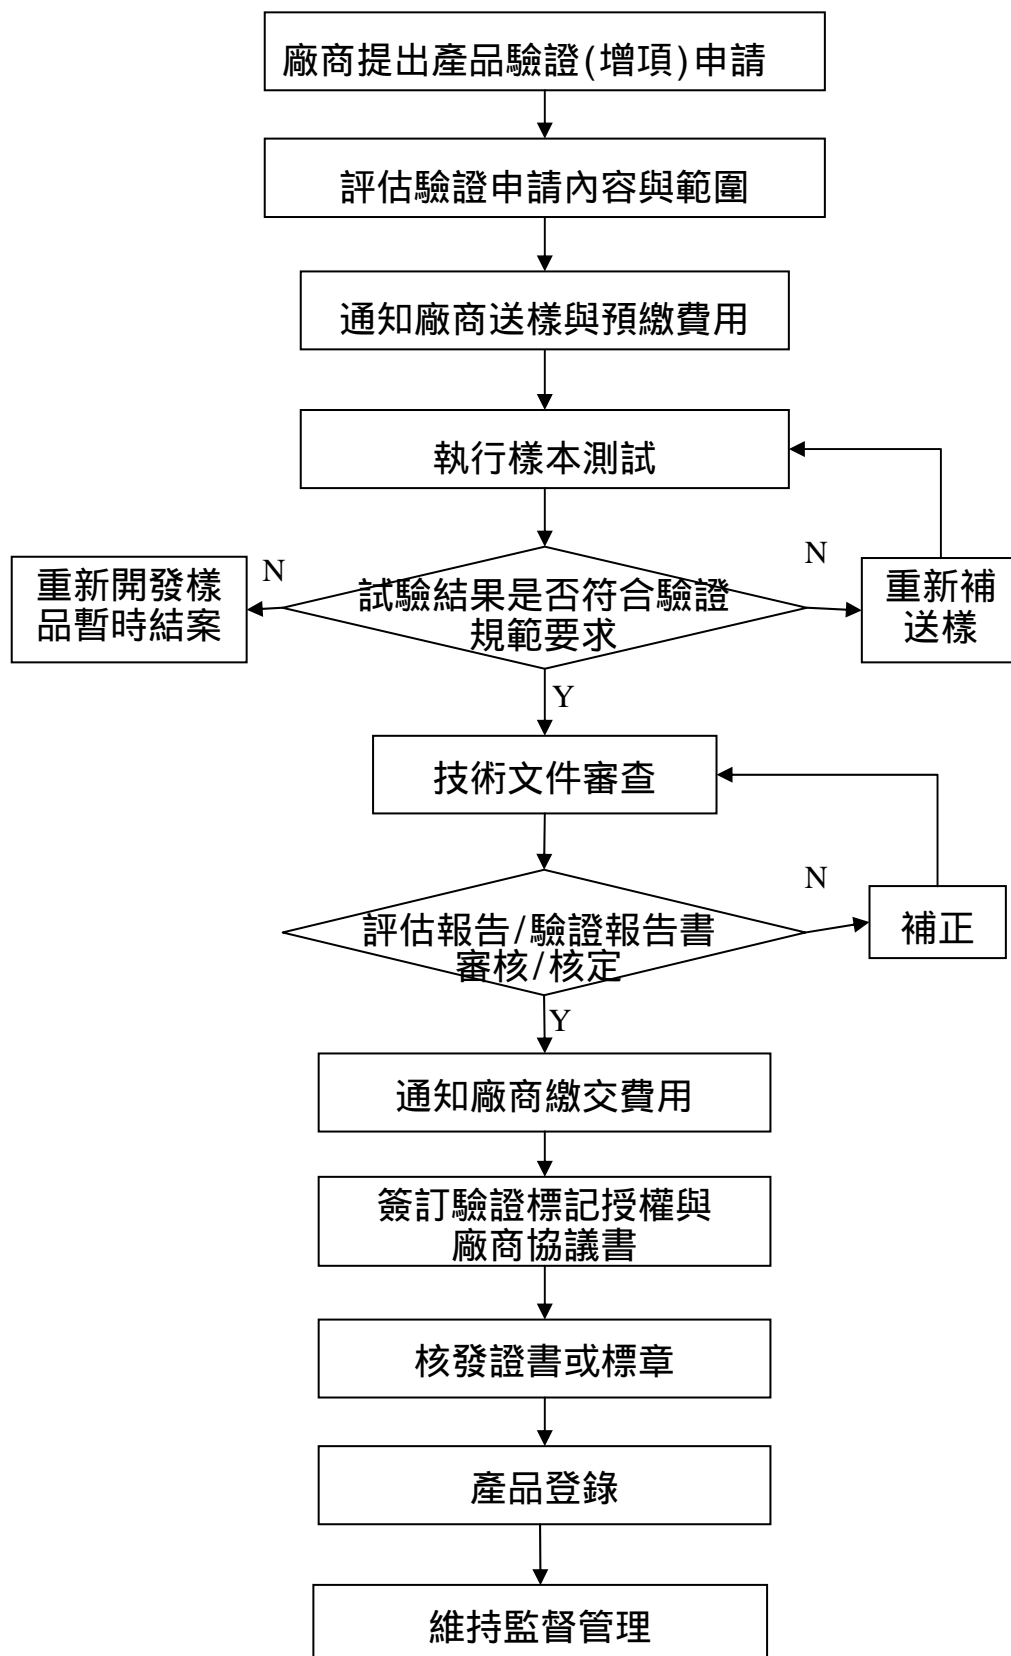 廠商提出產品驗證(增項)申請
評估驗證申請內容與範圍
通知廠商送樣與預繳費用
執行樣本測試
N
N
重新開發樣
品暫時結案
試驗結果是否符合驗證
規範要求
重新補
送樣
Y
技術文件審查
N
評估報告/驗證報告書
審核/核定
補正
Y
通知廠商繳交費用
簽訂驗證標記授權與
廠商協議書
核發證書或標章
產品登錄
維持監督管理